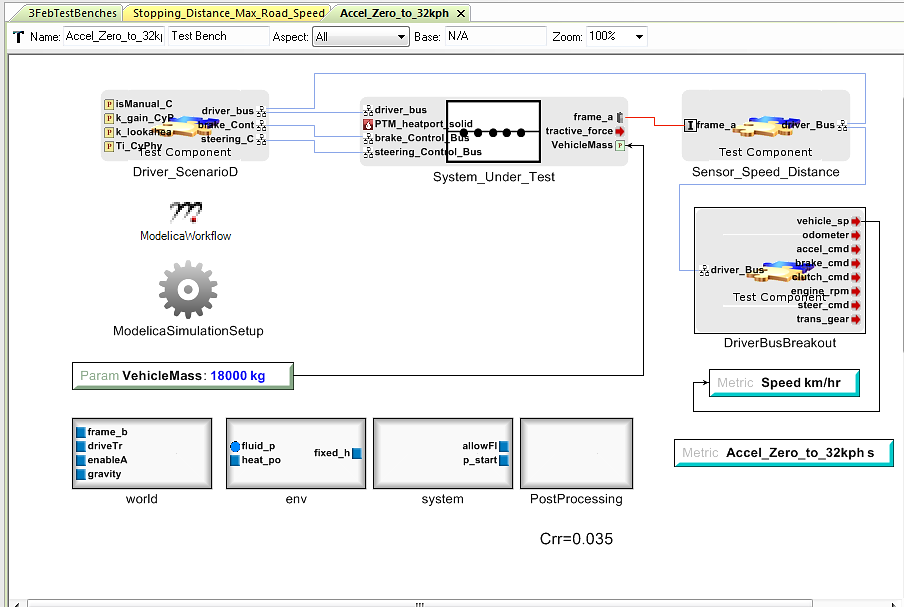 3FebTestBenches
Stopping_Distance_Max_Road_Speed
Accel_Zero_to_32kph
Name: Accel_Zero_to_32kp Test Bench Aspect: All Base: N/A Zoom: 100%
isManual_C
k_gain_CyP
k_lookahea
Ti_CyPhy
driver_bus
brake_Cont
steering_C
Test Component
Driver_ScenarioD
driver_bus
PTM_heatport_solid
brake_Control_Bus
steering_Control_Bus
frame_a
tractive_force
VehicleMass
System_Under_Test
frame_a
driver_Bus
Test Component
Sensor_Speed_Distance
ModelicaWorkflow
ModelicaSimulationSetup
driver_Bus
vehicle_sp
odometer
accel_cmd
brake_cmd
clutch_cmd
engine_rpm
steer_cmd
trans_gear
Test Component
DriverBusBreakout
Param VehicleMass: 18000 kg
Metric Speed km/hr
Metric Accel_Zero_to_32kph s
frame_b
driveTr
enableA
gravity
world
fluid_p
heat_po
fixed_h
env
allowFl
p_start
system
PostProcessing
Crr=0.035